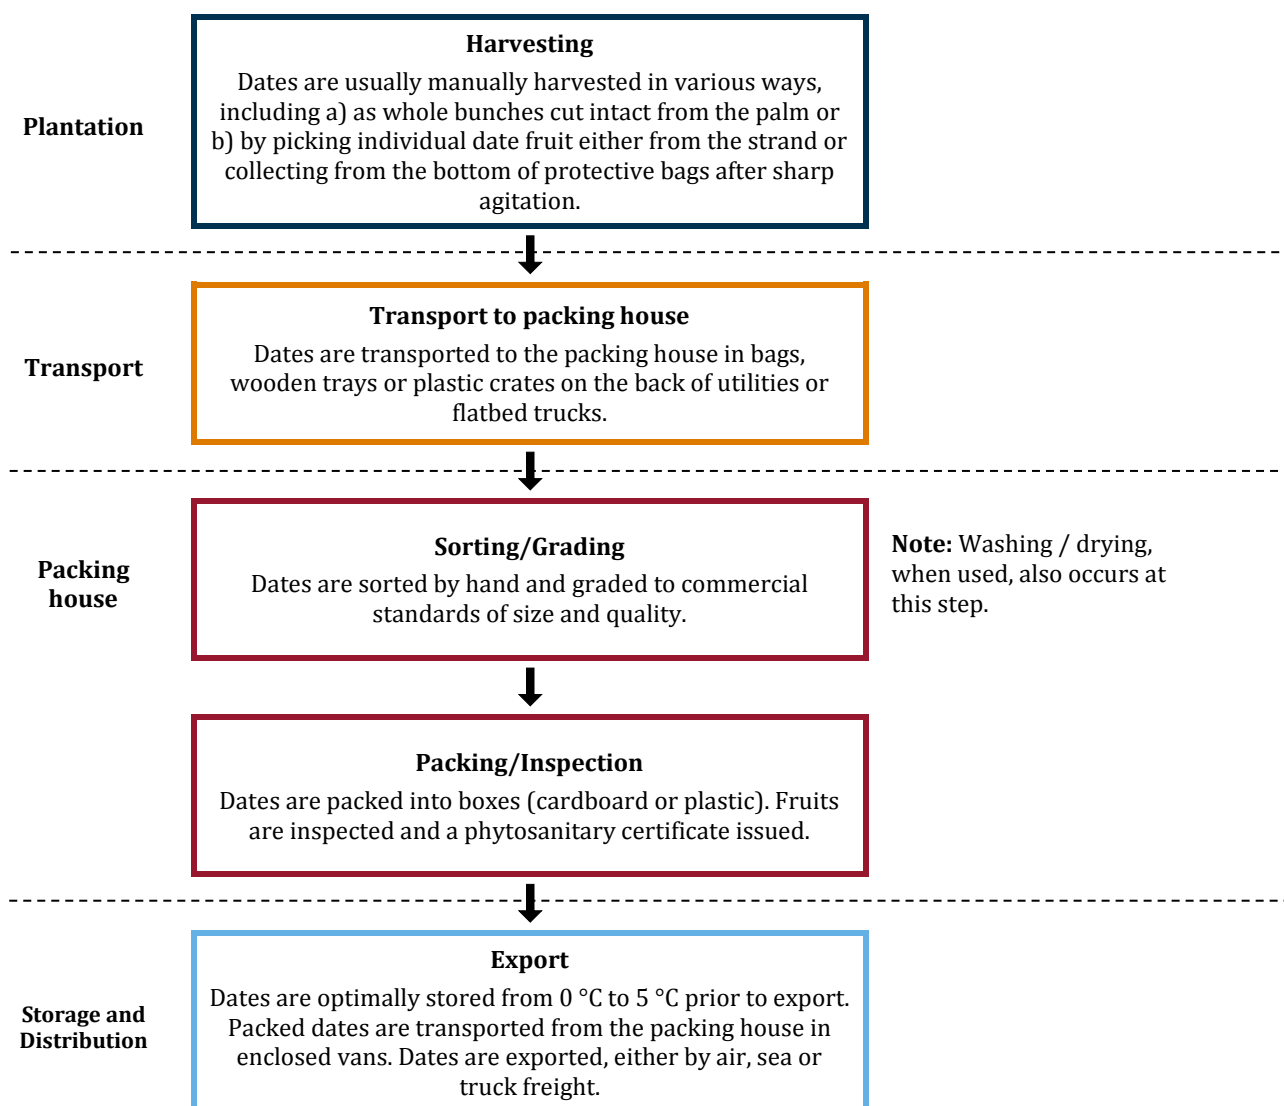 Plantation
Harvesting
Dates are usually manually harvested in various ways,
including a) as whole bunches cut intact from the palm or
b) by picking individual date fruit either from the strand or
collecting from the bottom of protective bags after sharp
agitation.
Transport
Transport to packing house
Dates are transported to the packing house in bags,
wooden trays or plastic crates on the back of utilities or
flatbed trucks.
Packing
house
Sorting/Grading
Dates are sorted by hand and graded to commercial
standards of size and quality.
Note: Washing / drying,
when used, also occurs at
this step.
Packing/Inspection
Dates are packed into boxes (cardboard or plastic). Fruits
are inspected and a phytosanitary certificate issued.
Storage and
Distribution
Export
Dates are optimally stored from 0 °C to 5 °C prior to export.
Packed dates are transported from the packing house in
enclosed vans. Dates are exported, either by air, sea or
truck freight.